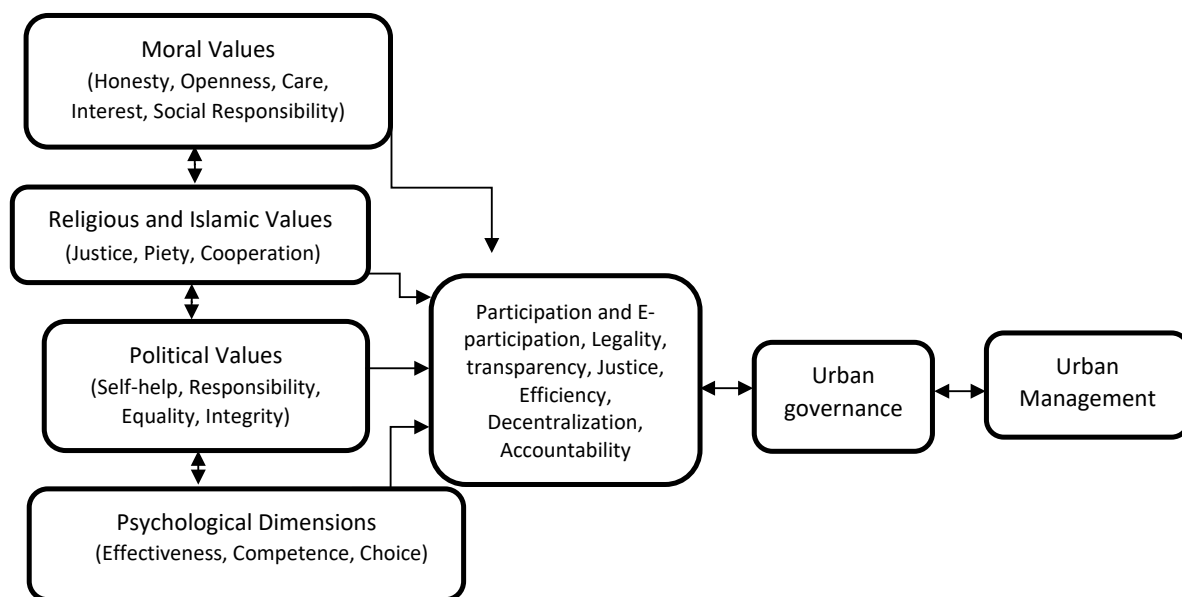 Moral Values
(Honesty, Openness, Care,
Interest, Social Responsibility)
Religious and Islamic Values
(Justice, Piety, Cooperation)
Political Values
(Self-help, Responsibility,
Equality, Integrity)
Psychological Dimensions
(Effectiveness, Competence, Choice)
Participation and E-
participation, Legality,
transparency, Justice,
Efficiency,
Decentralization,
Accountability
Urban
governance
Urban
Management